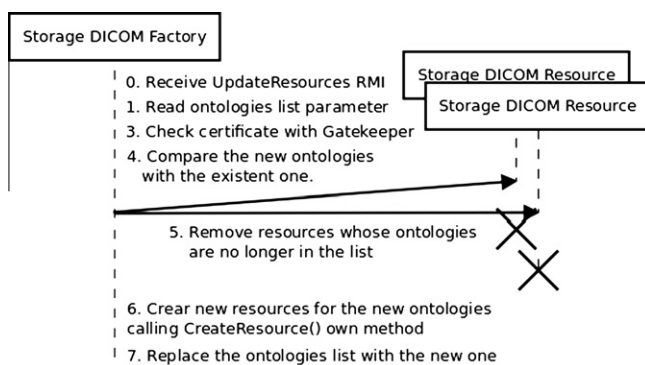 Storage DICOM Factory
Storage DICOM Resource
Storage DICOM Resource
0. Receive UpdateResources RMI
1. Read ontologies list parameter
3. Check certificate with Gatekeeper
4. Compare the new ontologies
with the existent one.
5. Remove resources whose ontologies
are no longer in the list
6. Crear new resources for the new ontologies
calling CreateResource() own method
7. Replace the ontologies list with the new one